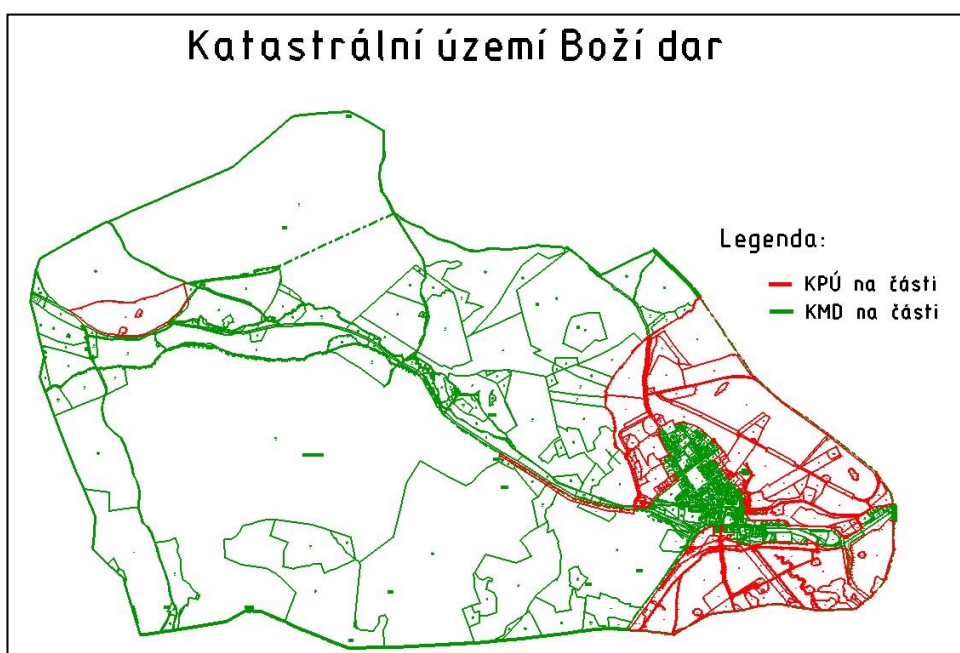 Katastrální území Boží dar
Legenda:
KPÚ na části
KMD na části